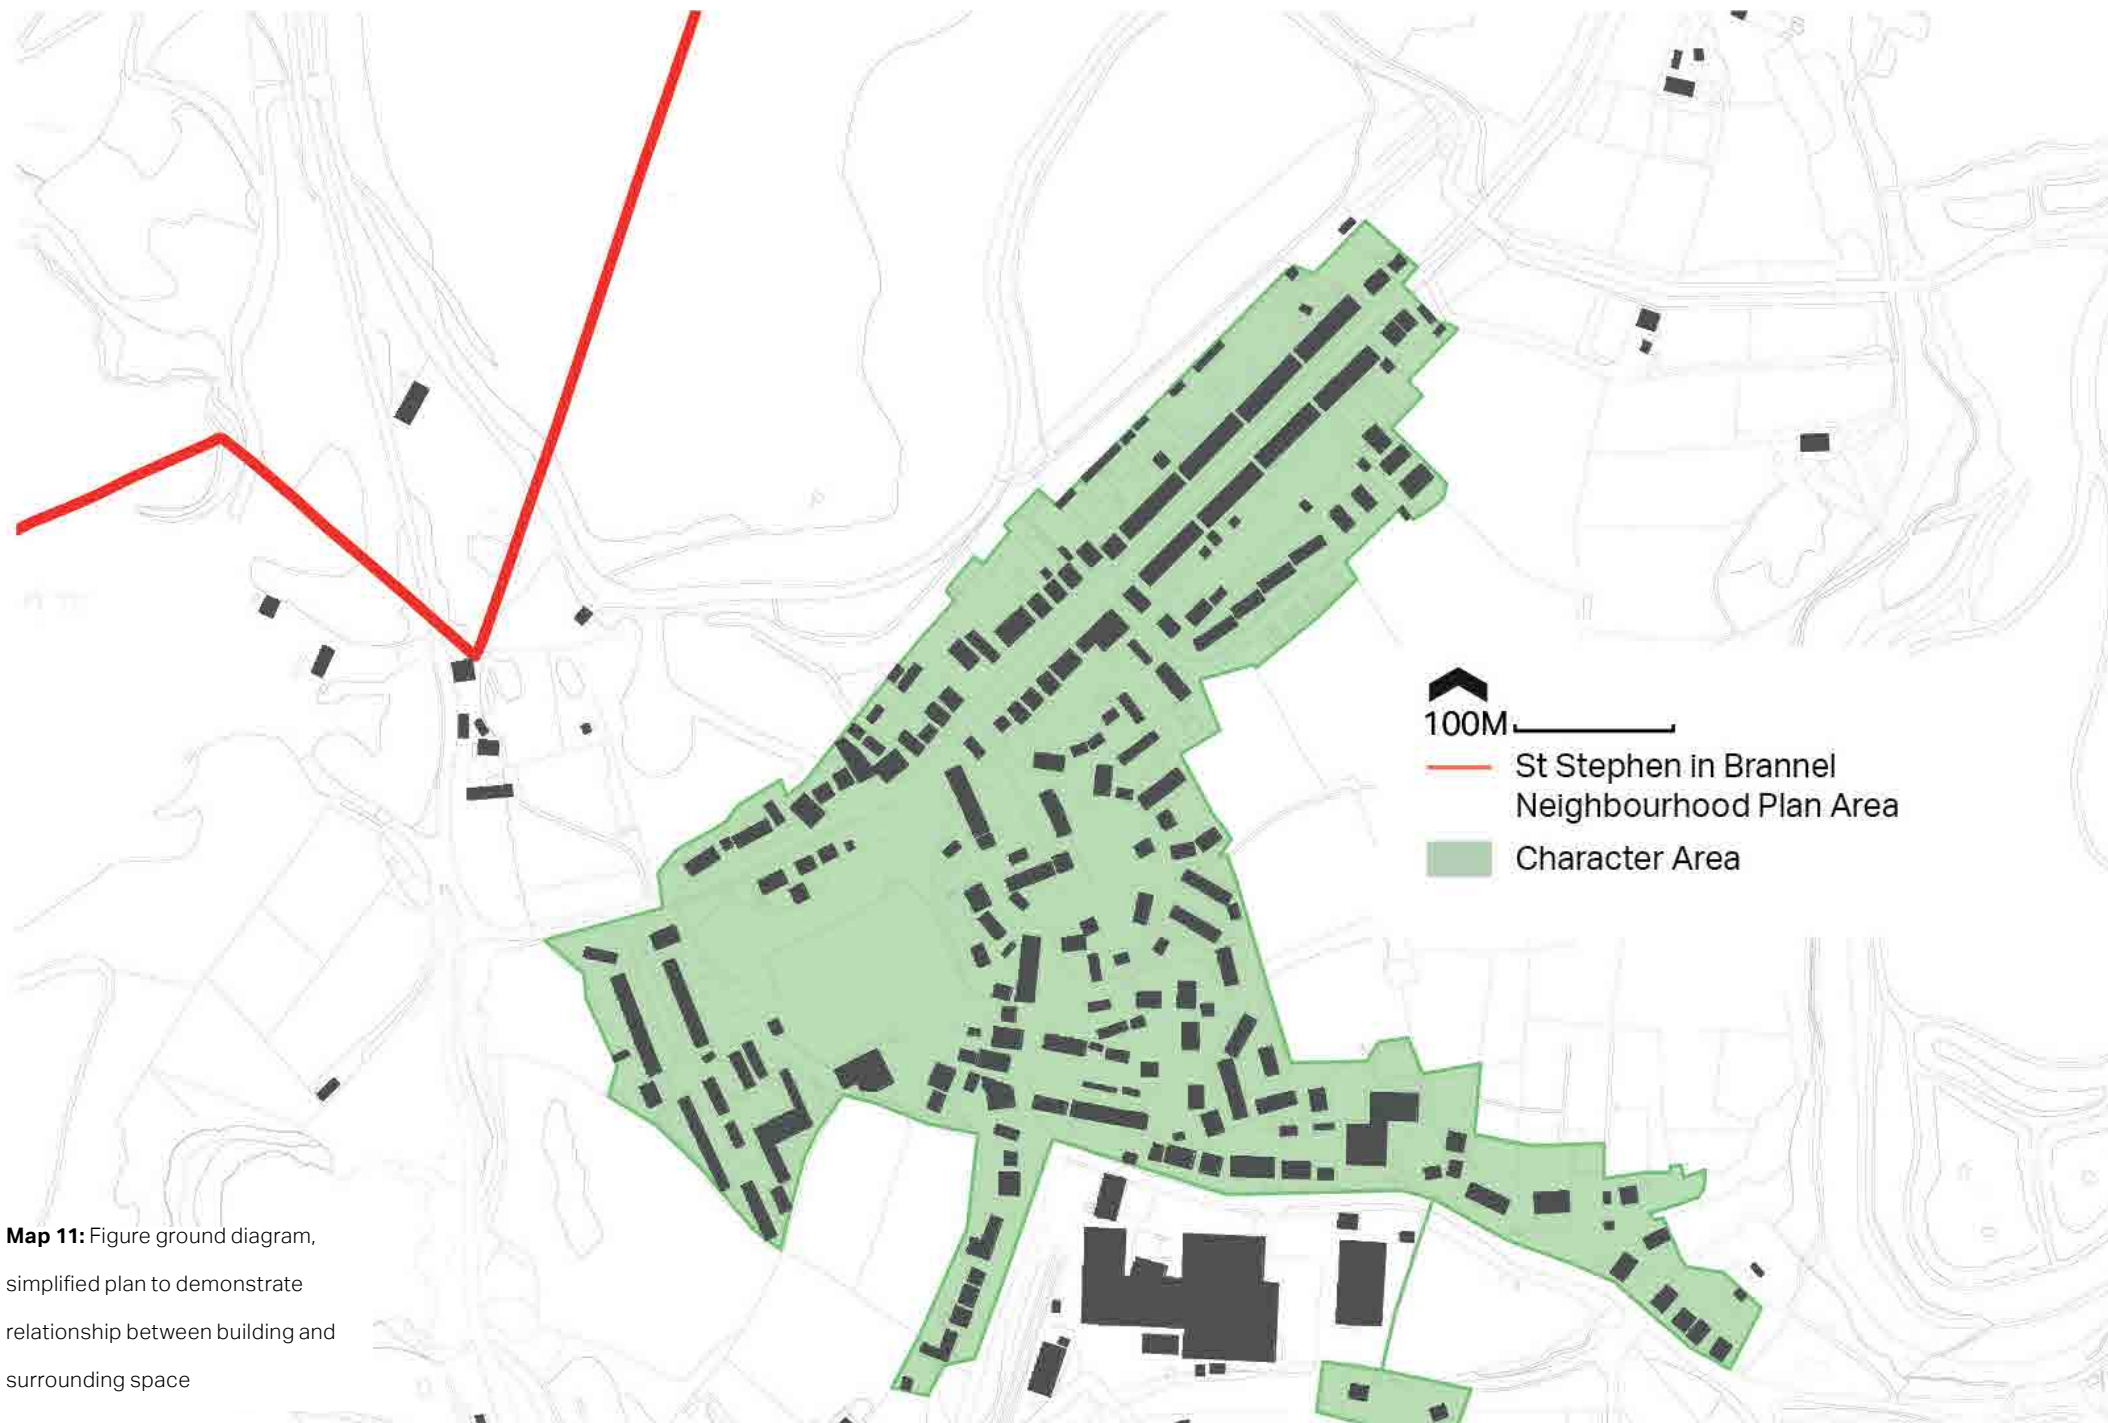 100M
St Stephen in Brannel
Neighbourhood Plan Area
Character Area
Map 11: Figure ground diagram,
simplified plan to demonstrate
relationship between building and
surrounding space